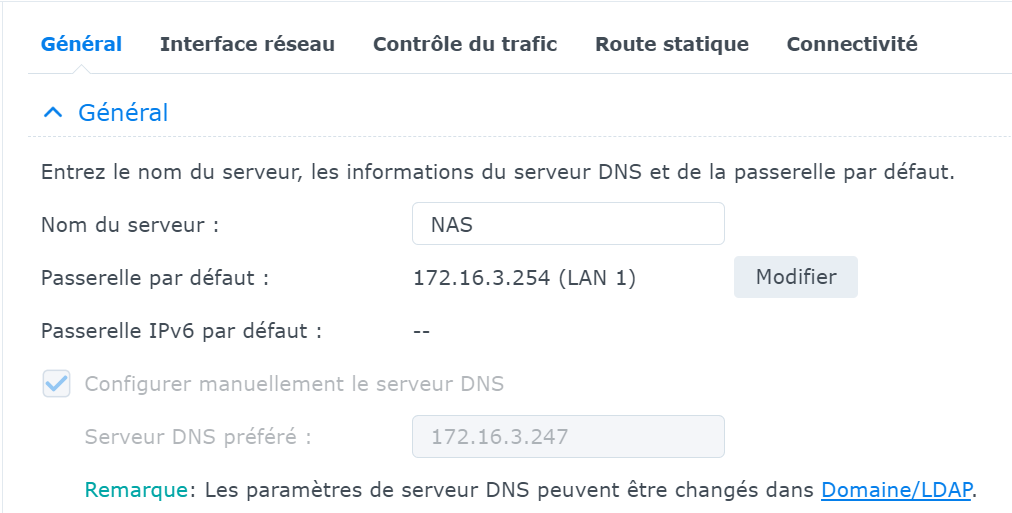 Général Interface réseau Contrôle du trafic Route statique Connectivité
Général
Entrez le nom du serveur, les informations du serveur DNS et de la passerelle par défaut.
Nom du serveur : NAS
Passerelle par défaut : 172.16.3.254 (LAN 1) Modifier
Passerelle IPv6 par défaut : --
Configurer manuellement le serveur DNS
Serveur DNS préféré : 172.16.3.247
Remarque: Les paramètres de serveur DNS peuvent être changés dans Domaine/LDAP.